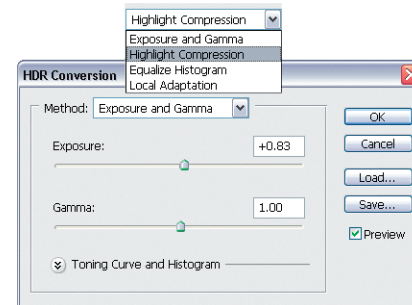 Highlight Compression
Exposure and Gamma
Highlight Compression
Equalize Histogram
Local Adaptation
HDR Conversion
Method: Exposure and Gamma
OK
Exposure: +0.83
Cancel
Load...
Gamma: 1.00
Save...
Preview
Toning Curve and Histogram